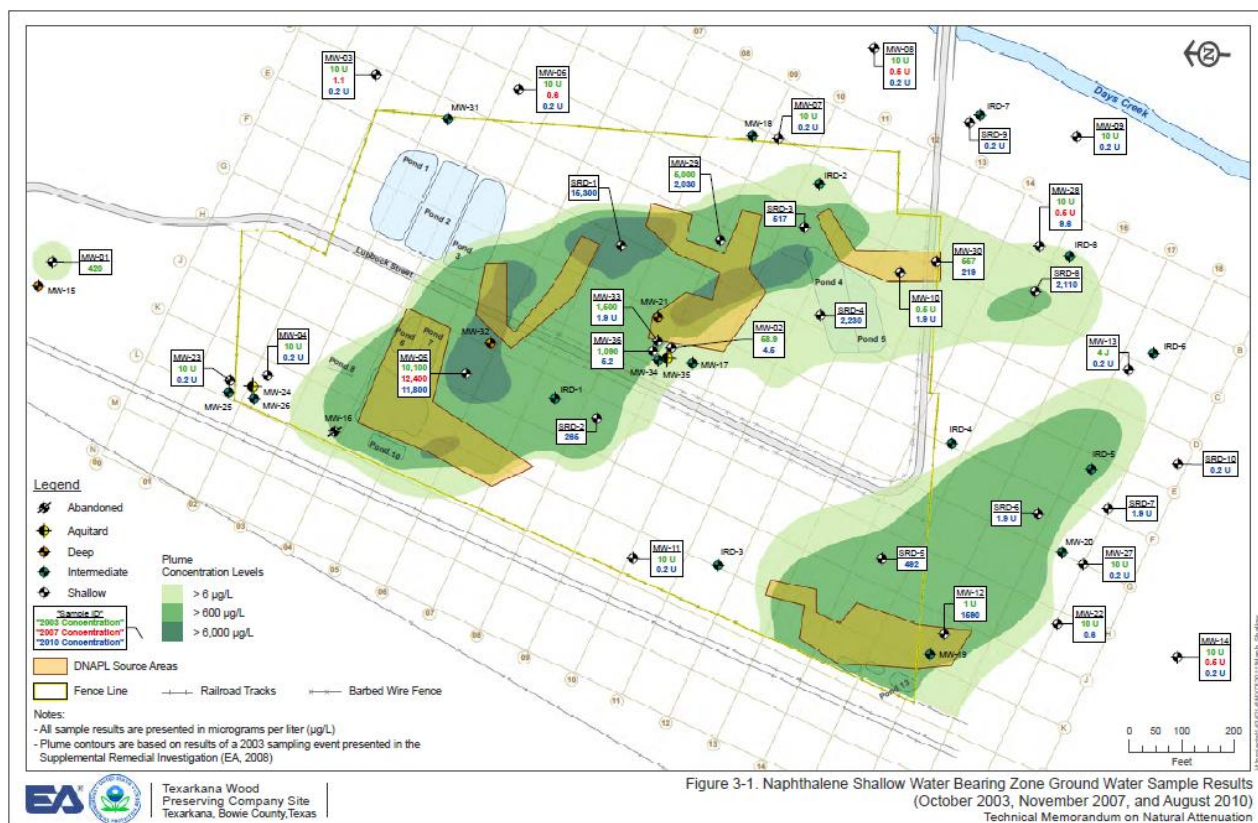 MW-03
10 U
1.1
0.2 U
MW-06
10 U
0.6
0.2 U
MW-31
MW-18
MW-07
10 U
0.2 U
MW-08
10 U
0.5 U
0.2 U
N
Days Creek
IRD-7
SRD-9
0.2 U
MW-09
10 U
0.2 U
Pond 1
Pond 2
Pond 3
SRD-1
15,300
MW-29
5,000
2,030
IRD-2
SRD-3
517
MW-28
10 U
0.5 U
9.6
IRD-8
SRD-8
2,110
MW-30
557
219
MW-10
0.5 U
1.9 U
Lubbock Street
MW-01
420
MW-15
MW-33
1,500
1.9 U
MW-21
MW-36
1,090
5.2
MW-02
58.9
4.5
MW-34
MW-35
MW-17
Pond 4
Pond 5
SRD-4
2,230
MW-13
4 J
0.2 U
IRD-6
MW-04
10 U
0.2 U
MW-23
10 U
0.2 U
MW-24
MW-25
MW-26
MW-32
Pond 6
Pond 7
Pond 8
MW-05
10,100
12,400
11,800
MW-16
Pond 10
IRD-1
SRD-2
265
IRD-4
IRD-5
SRD-10
0.2 U
SRD-6
1.9 U
SRD-7
1.9 U
MW-20
MW-27
10 U
0.2 U
SRD-5
492
MW-11
10 U
0.2 U
IRD-3
MW-12
1 U
1590
MW-22
10 U
0.6
MW-14
10 U
0.5 U
0.2 U
MW-19
Pond 13
Legend
Abandoned
Aquitard
Deep
Intermediate
Shallow
"Sample ID"
"2003 Concentration"
"2007 Concentration"
"2010 Concentration"
Plume
Concentration Levels
> 6 µg/L
> 600 µg/L
> 6,000 µg/L
DNAPL Source Areas
Fence Line
Railroad Tracks
Barbed Wire Fence
Notes:
- All sample results are presented in micrograms per liter (µg/L)
- Plume contours are based on results of a 2003 sampling event presented in the
Supplemental Remedial Investigation (EA, 2008)
0 50 100 200
Feet
EA
Texarkana Wood
Preserving Company Site
Texarkana, Bowie County, Texas
Figure 3-1. Naphthalene Shallow Water Bearing Zone Ground Water Sample Results
(October 2003, November 2007, and August 2010)
Technical Memorandum on Natural Attenuation